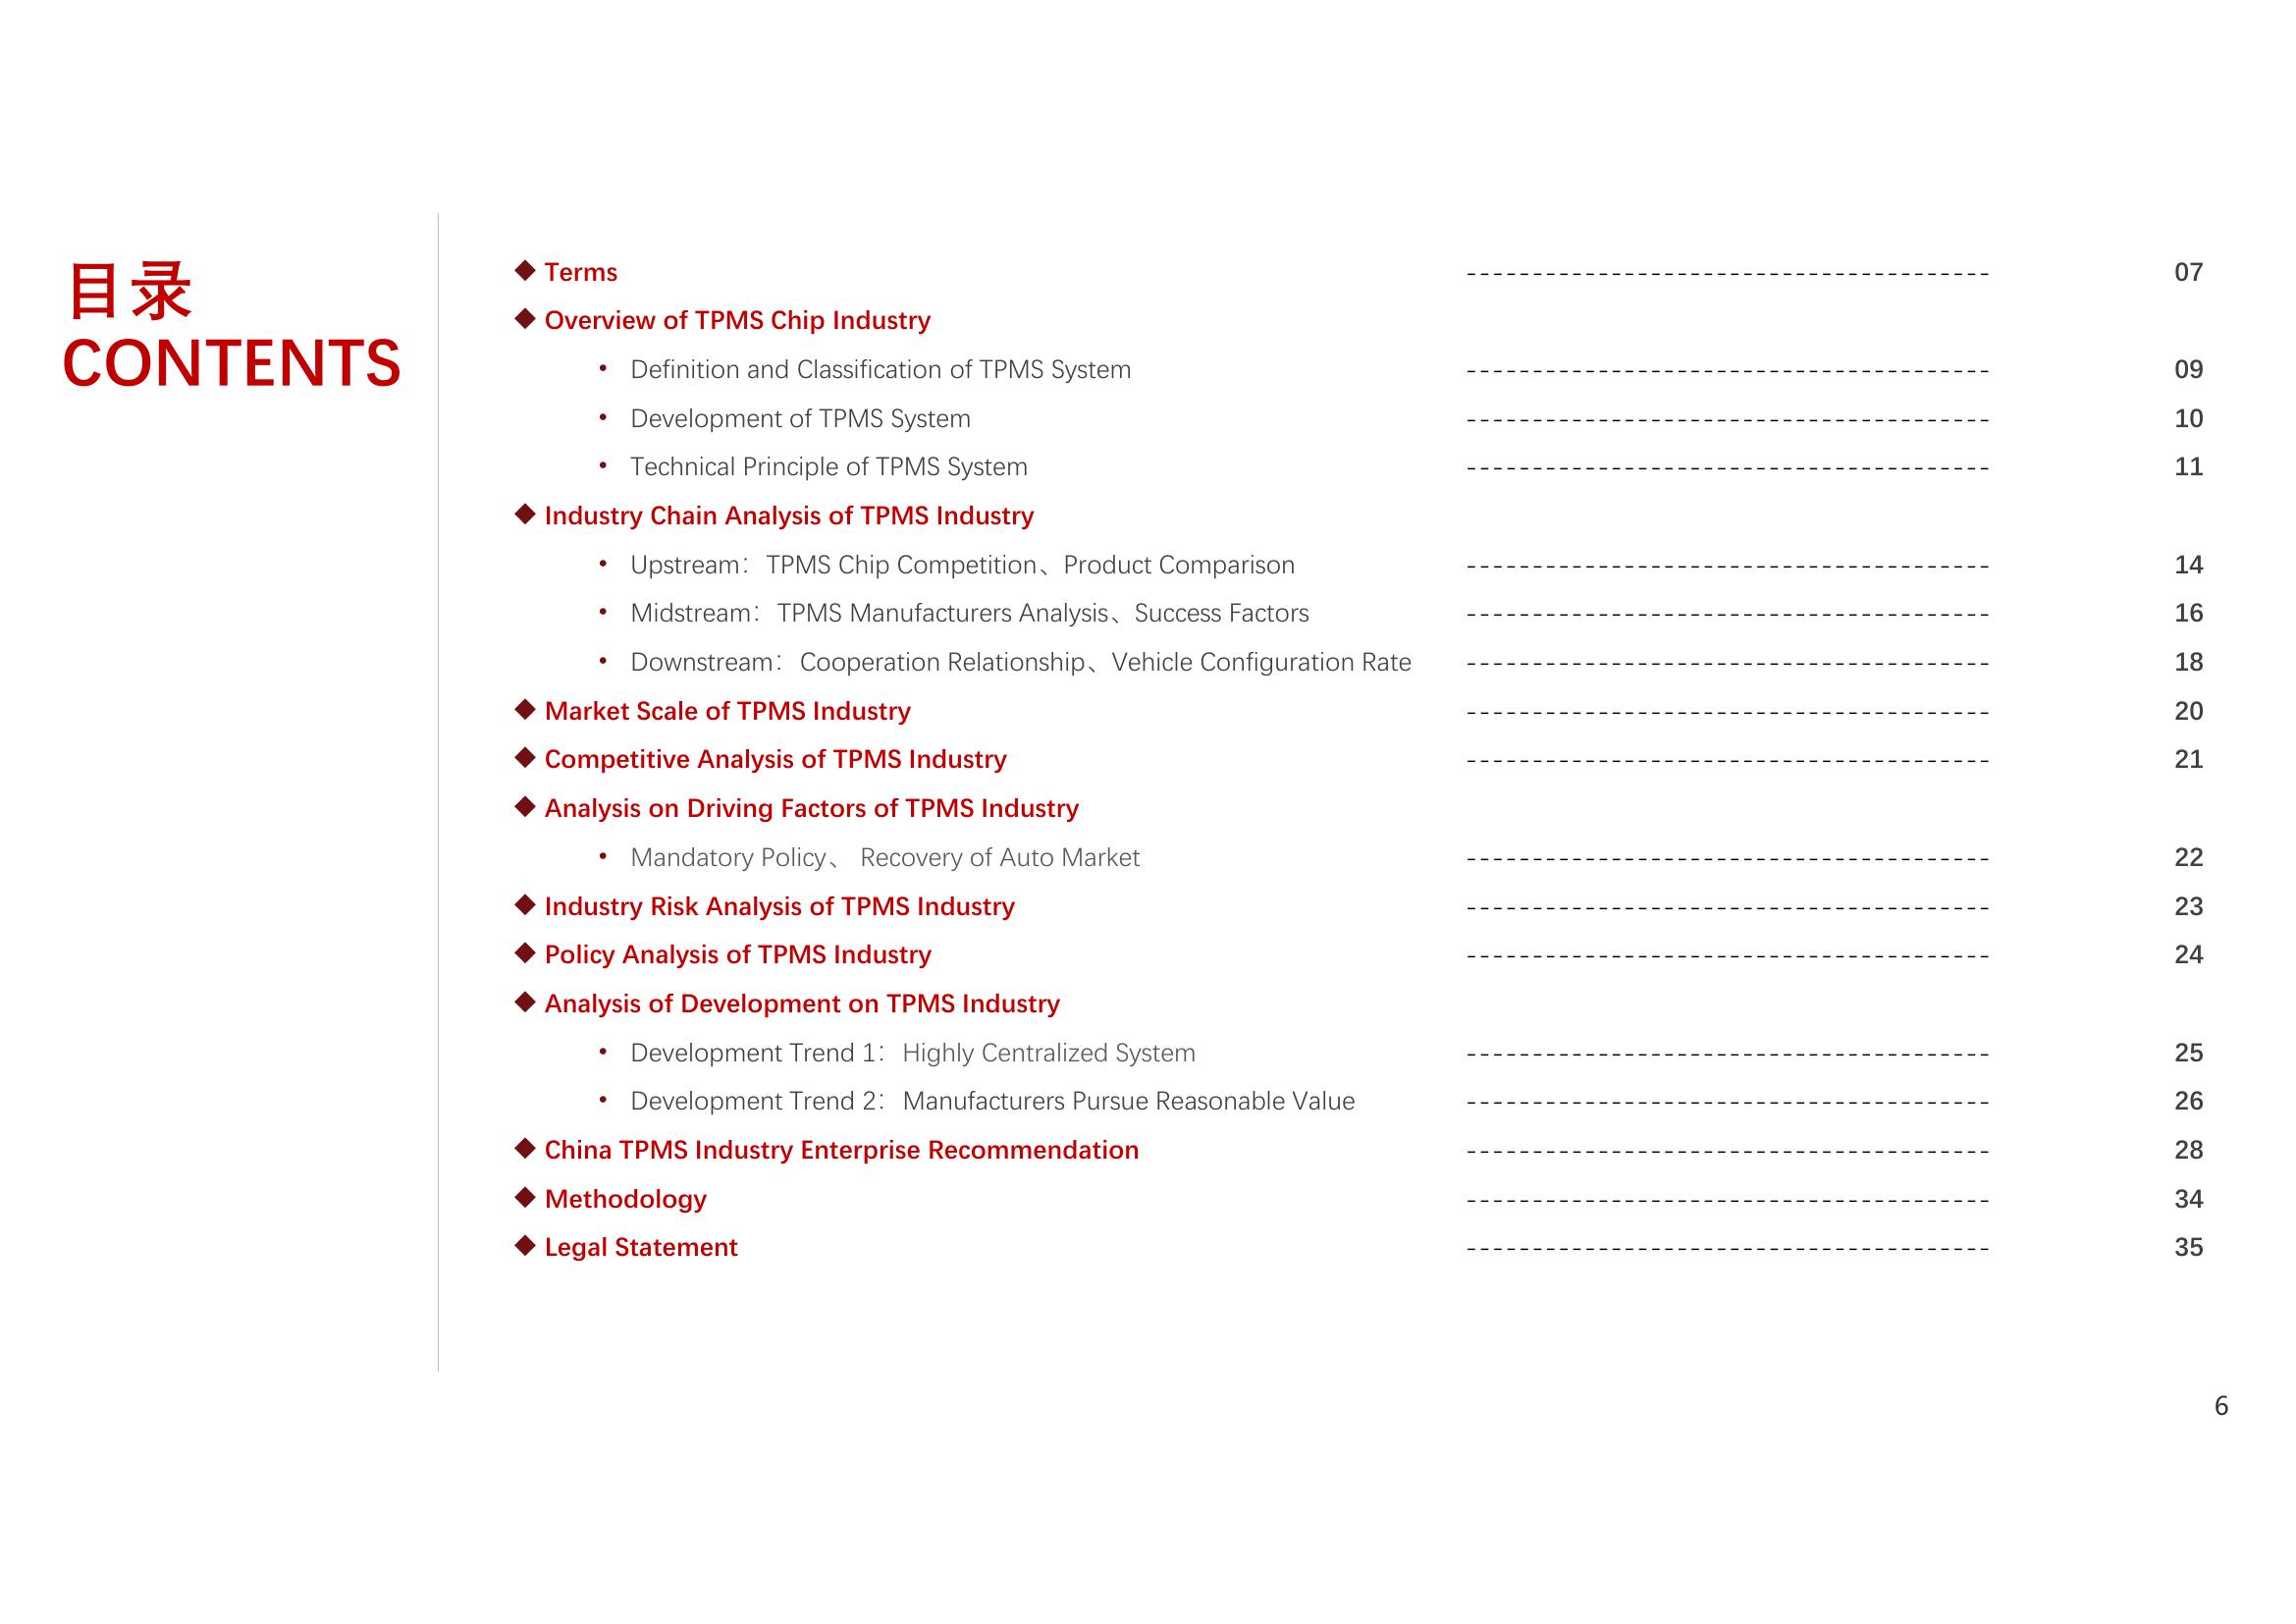 目录
CONTENTS
◆ Terms ---------------------------------------- 07
◆ Overview of TPMS Chip Industry
• Definition and Classification of TPMS System ---------------------------------------- 09
• Development of TPMS System ---------------------------------------- 10
• Technical Principle of TPMS System ---------------------------------------- 11
◆ Industry Chain Analysis of TPMS Industry
• Upstream：TPMS Chip Competition、Product Comparison ---------------------------------------- 14
• Midstream：TPMS Manufacturers Analysis、Success Factors ---------------------------------------- 16
• Downstream：Cooperation Relationship、Vehicle Configuration Rate ---------------------------------------- 18
◆ Market Scale of TPMS Industry ---------------------------------------- 20
◆ Competitive Analysis of TPMS Industry ---------------------------------------- 21
◆ Analysis on Driving Factors of TPMS Industry
• Mandatory Policy、 Recovery of Auto Market ---------------------------------------- 22
◆ Industry Risk Analysis of TPMS Industry ---------------------------------------- 23
◆ Policy Analysis of TPMS Industry ---------------------------------------- 24
◆ Analysis of Development on TPMS Industry
• Development Trend 1：Highly Centralized System ---------------------------------------- 25
• Development Trend 2：Manufacturers Pursue Reasonable Value ---------------------------------------- 26
◆ China TPMS Industry Enterprise Recommendation ---------------------------------------- 28
◆ Methodology ---------------------------------------- 34
◆ Legal Statement ---------------------------------------- 35
6